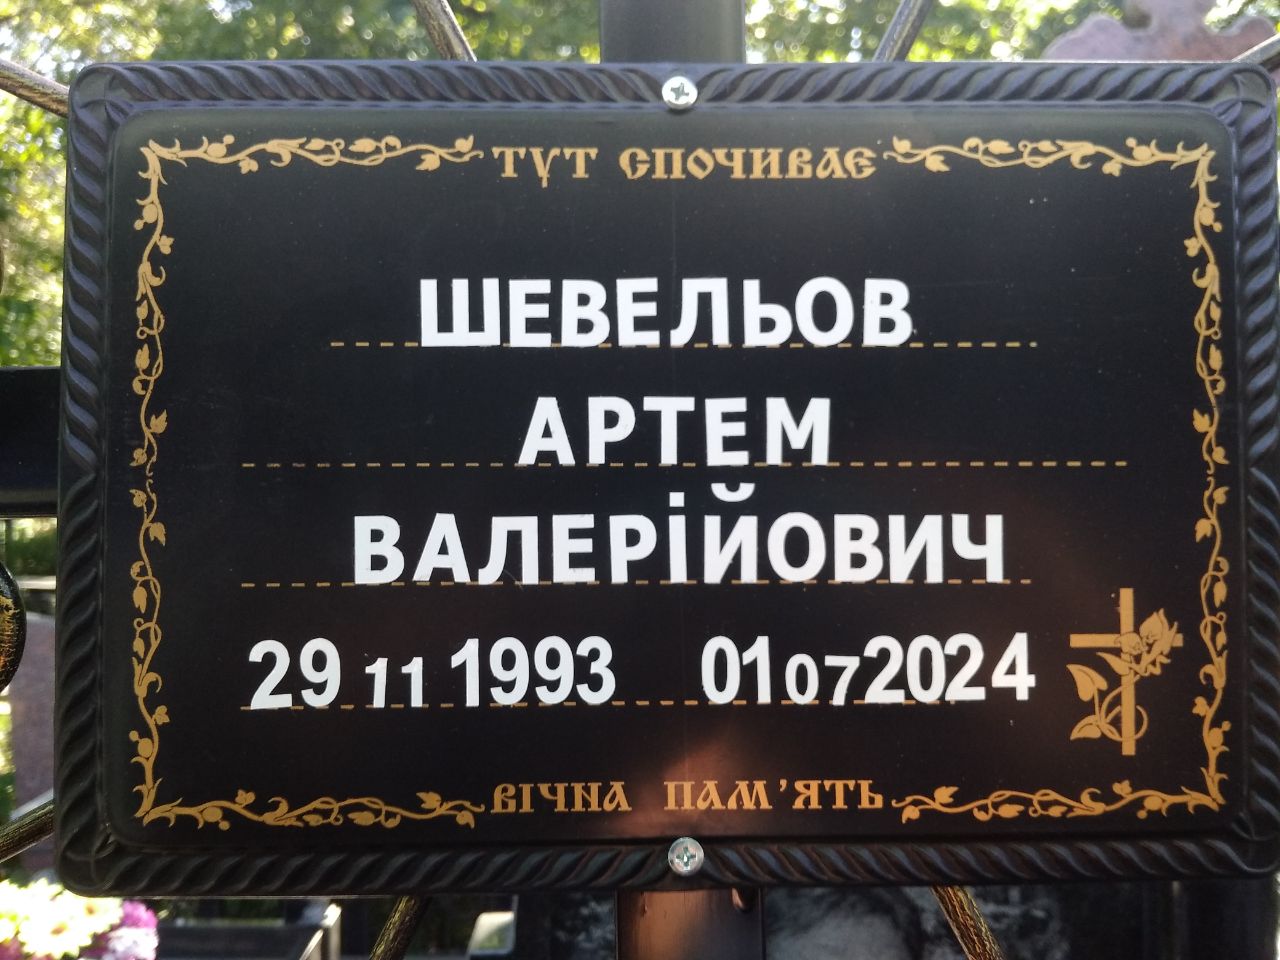 ТУТ СПОЧИВАЄ
ШЕВЕЛЬОВ
АРТЕМ
ВАЛЕРІЙОВИЧ
29 11 1993 01 07 2024
ВІЧНА ПАМ'ЯТЬ